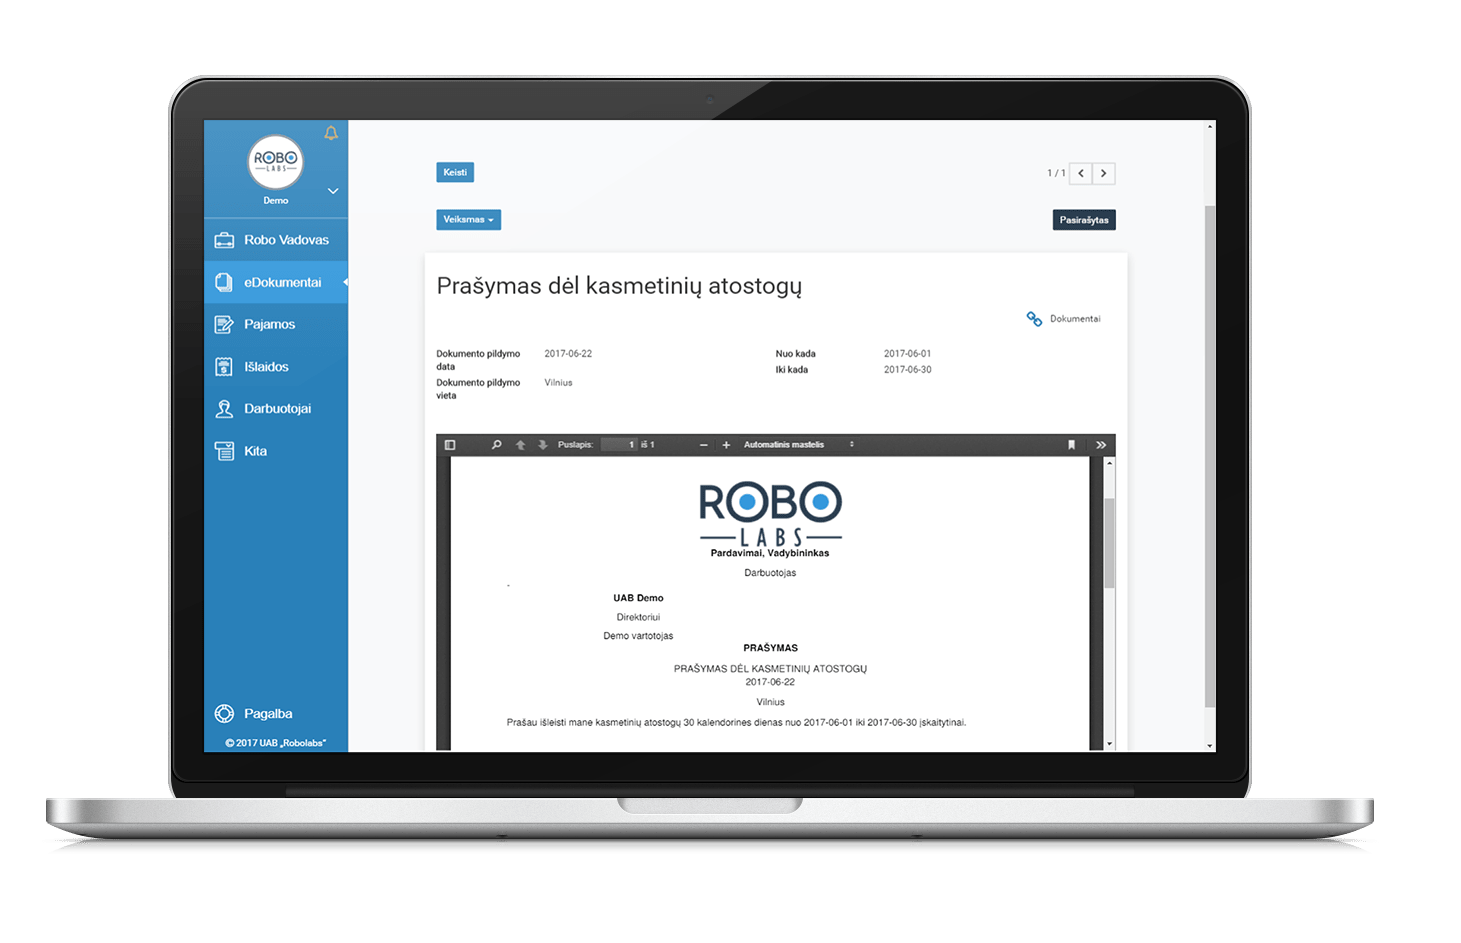 ROBO
LABS
Demo
Robo Vadovas
eDokumentai
Pajamos
Išlaidos
Darbuotojai
Kita
Pagalba
© 2017 UAB „Robolabs“
Keisti
1 / 1
Veiksmas
Pasirašytas
Prašymas dėl kasmetinių atostogų
Dokumentai
Dokumento pildymo data 2017-06-22
Dokumento pildymo vieta Vilnius
Nuo kada 2017-06-01
Iki kada 2017-06-30
Puslapis: 1 iš 1 Automatinis mastelis
ROBO
LABS
Pardavimai, Vadybininkas
Darbuotojas
UAB Demo
Direktoriui
Demo vartotojas
PRAŠYMAS
PRAŠYMAS DĖL KASMETINIŲ ATOSTOGŲ
2017-06-22
Vilnius
Prašau išleisti mane kasmetinių atostogų 30 kalendorines dienas nuo 2017-06-01 iki 2017-06-30 įskaitytinai.